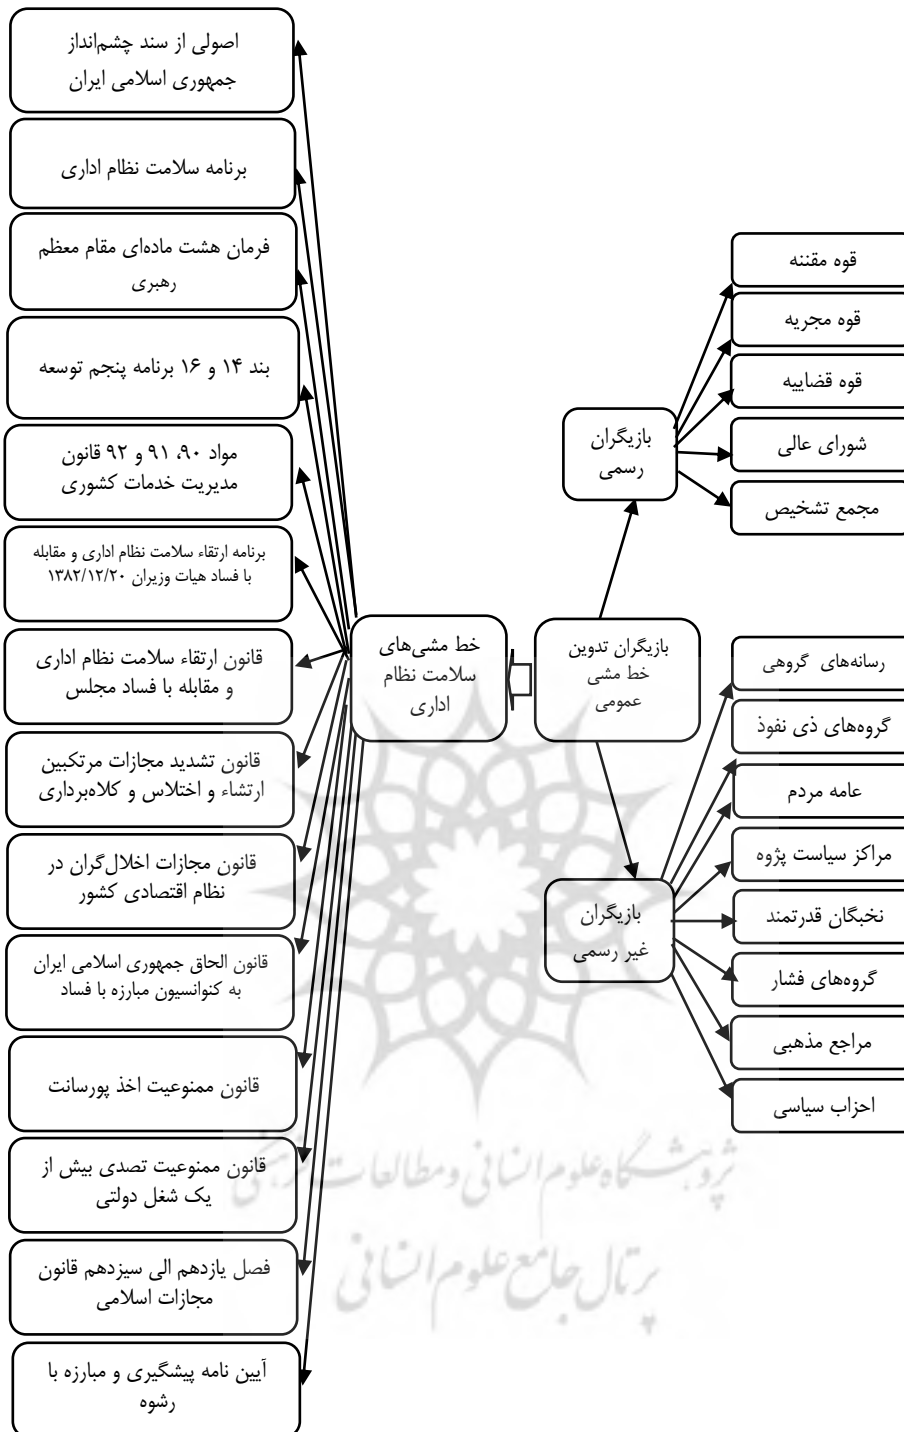 قوه مقننه
قوه مجریه
قوه قضاییه
شورای عالی
مجمع تشخیص
بازیگران
رسمی
بازیگران تدوین
خط مشی
عمومی
رسانه‌های گروهی
گروه‌های ذی نفوذ
عامه مردم
مراکز سیاست پژوه
نخبگان قدرتمند
گروه‌های فشار
مراجع مذهبی
احزاب سیاسی
بازیگران
غیر رسمی
خط مشی‌های
سلامت نظام
اداری
اصولی از سند چشم‌انداز
جمهوری اسلامی ایران
برنامه سلامت نظام اداری
فرمان هشت ماده‌ای مقام معظم
رهبری
بند ۱۴ و ۱۶ برنامه پنجم توسعه
مواد ۹۰، ۹۱ و ۹۲ قانون
مدیریت خدمات کشوری
برنامه ارتقاء سلامت نظام اداری و مقابله
با فساد هیات وزیران ۱۳۸۲/۱۲/۲۰
قانون ارتقاء سلامت نظام اداری
و مقابله با فساد مجلس
قانون تشدید مجازات مرتکبین
ارتشاء و اختلاس و کلاه‌برداری
قانون مجازات اخلال‌گران در
نظام اقتصادی کشور
قانون الحاق جمهوری اسلامی ایران
به کنوانسیون مبارزه با فساد
قانون ممنوعیت اخذ پورسانت
قانون ممنوعیت تصدی بیش از
یک شغل دولتی
فصل یازدهم الی سیزدهم قانون
مجازات اسلامی
آیین نامه پیشگیری و مبارزه با
رشوه
پژوهشگاه علوم انسانی و مطالعات فرهنگی
پرتال جامع علوم انسانی